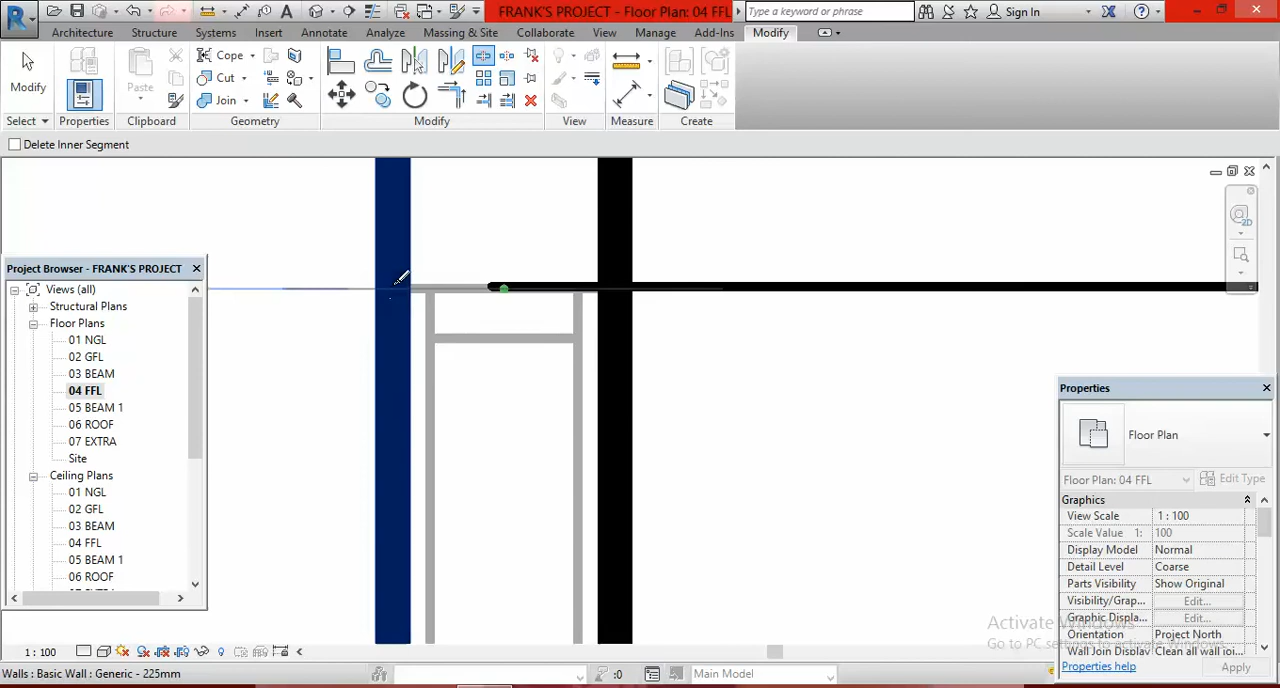 FRANK'S PROJECT - Floor Plan: 04 FFL
Type a keyword or phrase
Sign In
Architecture Structure Systems Insert Annotate Analyze Massing & Site Collaborate View Manage Add-Ins Modify
Modify
Paste
Cope
Cut
Join
Select Properties Clipboard Geometry Modify View Measure Create
Delete Inner Segment
2D
Project Browser - FRANK'S PROJECT
Views (all)
Structural Plans
Floor Plans
01 NGL
02 GFL
03 BEAM
04 FFL
05 BEAM 1
06 ROOF
07 EXTRA
Site
Ceiling Plans
01 NGL
02 GFL
03 BEAM
04 FFL
05 BEAM 1
06 ROOF
Properties
Floor Plan
Floor Plan: 04 FFL
Edit Type
Graphics
View Scale 1 : 100
Scale Value 1: 100
Display Model Normal
Detail Level Coarse
Parts Visibility Show Original
Visibility/Grap... Edit...
Graphic Displa... Edit...
Orientation Project North
Wall Join Display Clean all wall joi...
Properties help
Apply
Activate Windows
Go to PC settings to activate Windows.
1 : 100
Walls : Basic Wall : Generic - 225mm
:0
Main Model